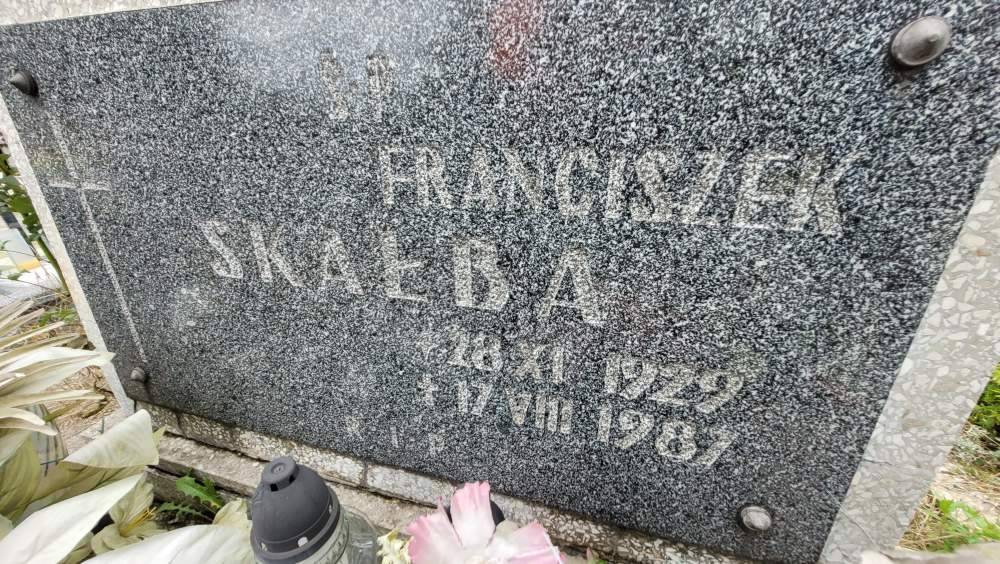 Ś P
FRANCISZEK
SKAŁBA
* 28 XI 1929
† 17 VIII 1987
R I P